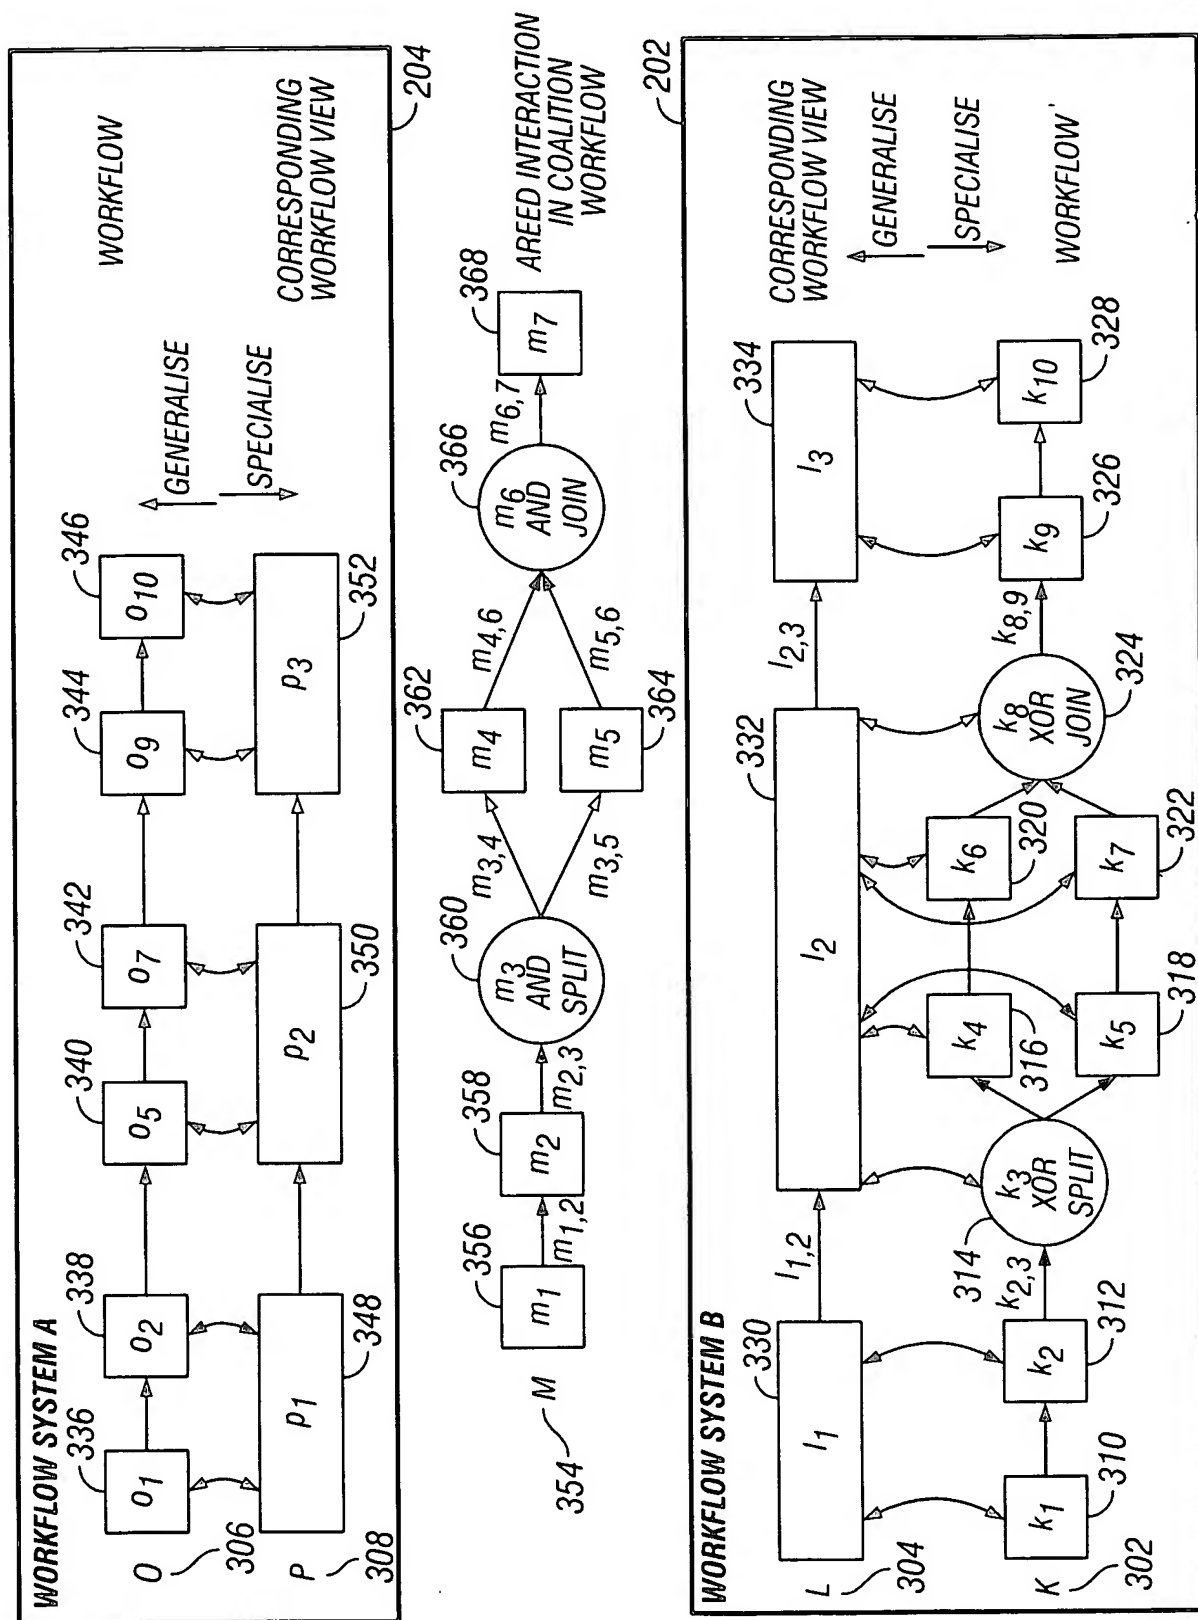 WORKFLOW SYSTEM A
336
338
340
342
344
346
o1
o2
o5
o7
o9
o10
WORKFLOW
O
306
GENERALISE
SPECIALISE
p1
p2
p3
348
350
352
CORRESPONDING
WORKFLOW VIEW
P
308
204
M
354
356
m1
m1,2
358
m2
m2,3
360
m3
AND
SPLIT
m3,4
m3,5
362
m4
m5
364
m4,6
m5,6
366
m6
AND
JOIN
m6,7
368
m7
AREED INTERACTION
IN COALITION
WORKFLOW
WORKFLOW SYSTEM B
202
330
332
334
l1
l1,2
l2
l2,3
l3
CORRESPONDING
WORKFLOW VIEW
L
304
GENERALISE
SPECIALISE
k1
310
k2
312
k2,3
314
k3
XOR
SPLIT
k4
316
k5
318
k6
320
k7
322
k8
XOR
JOIN
324
k8,9
k9
326
k10
328
WORKFLOW'
K
302